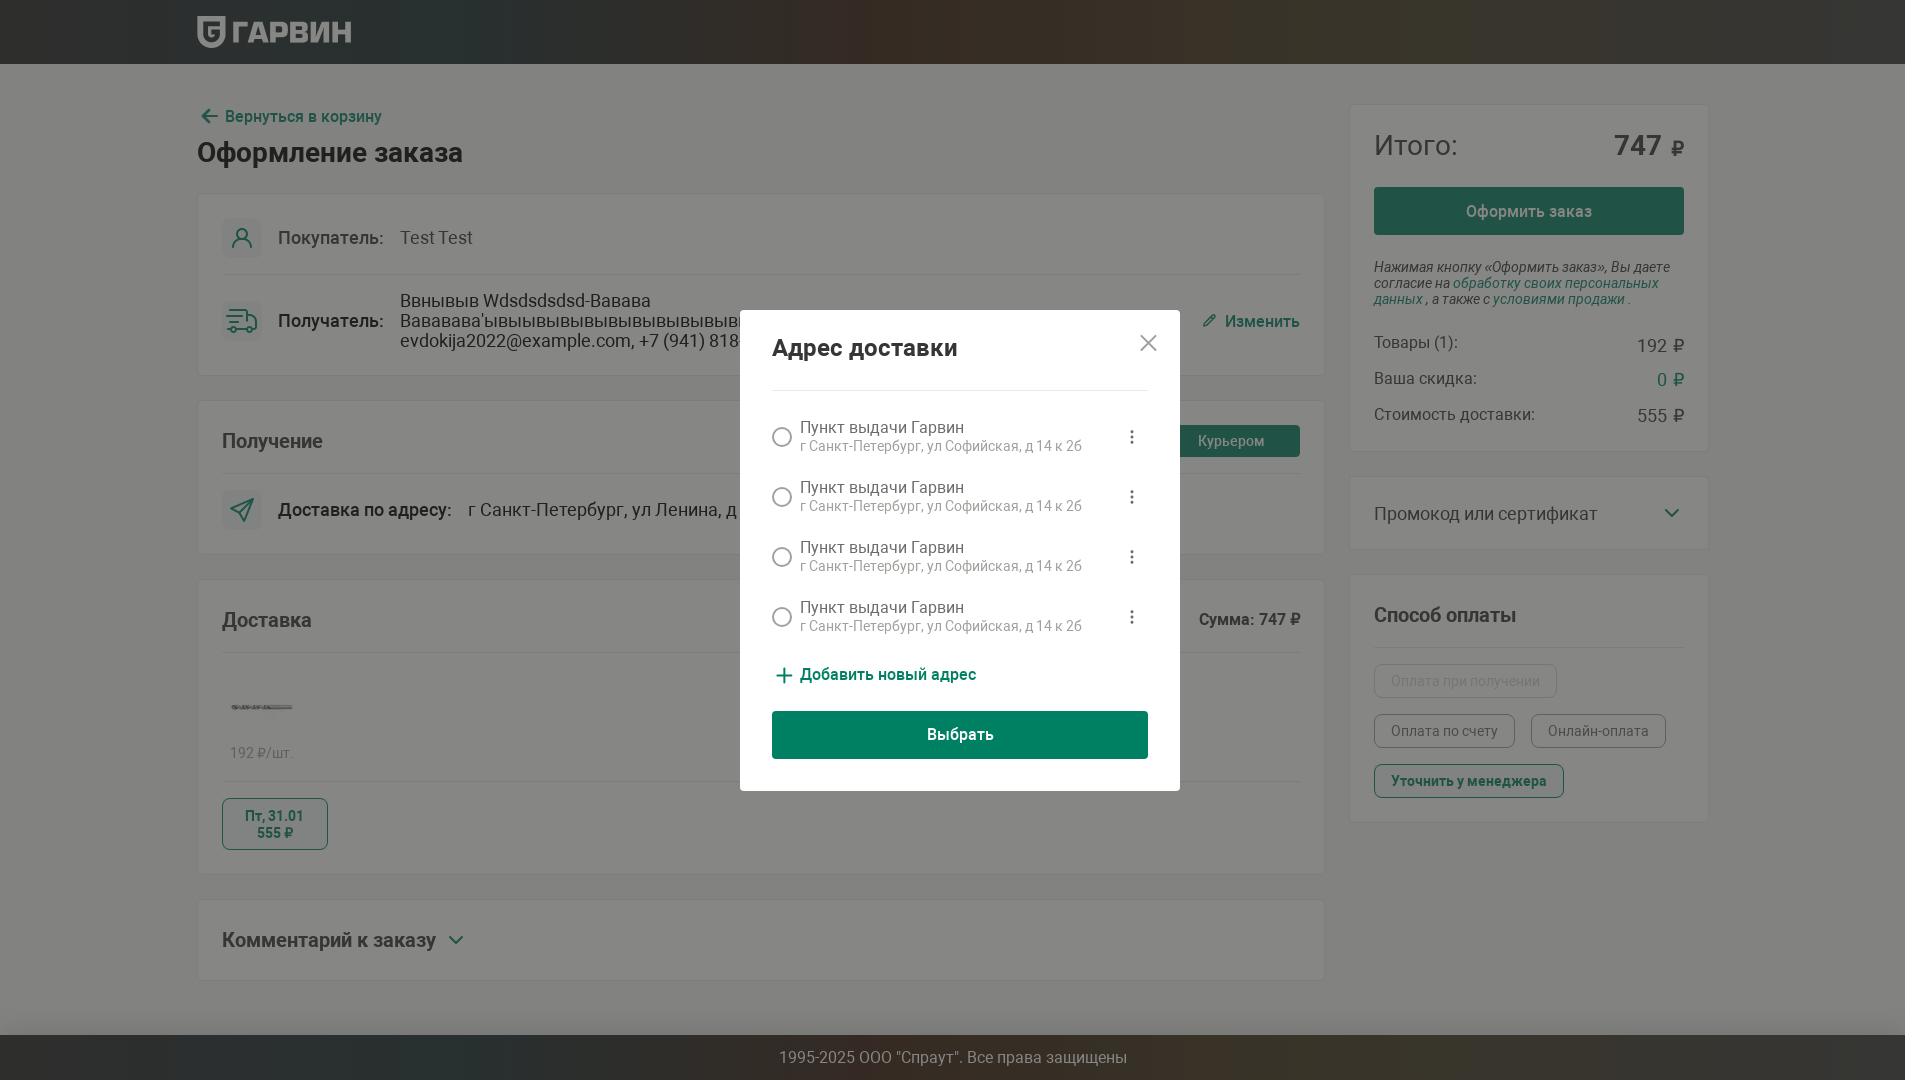 ГАРВИН
Вернуться в корзину
Оформление заказа
Покупатель: Test Test
Получатель: Ввнывыв Wdsdsdsdsd-Вавава
evdokija2022@example.com, +7 (941) 818-
Изменить
Получение
Курьером
Доставка по адресу: г Санкт-Петербург, ул Ленина, д
Доставка
Сумма: 747 ₽
192 ₽/шт.
Пт, 31.01
555 ₽
Комментарий к заказу
Адрес доставки
Пункт выдачи Гарвин
г Санкт-Петербург, ул Софийская, д 14 к 2б
Пункт выдачи Гарвин
г Санкт-Петербург, ул Софийская, д 14 к 2б
Пункт выдачи Гарвин
г Санкт-Петербург, ул Софийская, д 14 к 2б
Пункт выдачи Гарвин
г Санкт-Петербург, ул Софийская, д 14 к 2б
Добавить новый адрес
Выбрать
Итого: 747 ₽
Оформить заказ
Нажимая кнопку «Оформить заказ», Вы даете
согласие на обработку своих персональных
данных , а также с условиями продажи .
Товары (1): 192 ₽
Ваша скидка: 0 ₽
Стоимость доставки: 555 ₽
Промокод или сертификат
Способ оплаты
Оплата при получении
Оплата по счету
Онлайн-оплата
Уточнить у менеджера
1995-2025 ООО "Спраут". Все права защищены